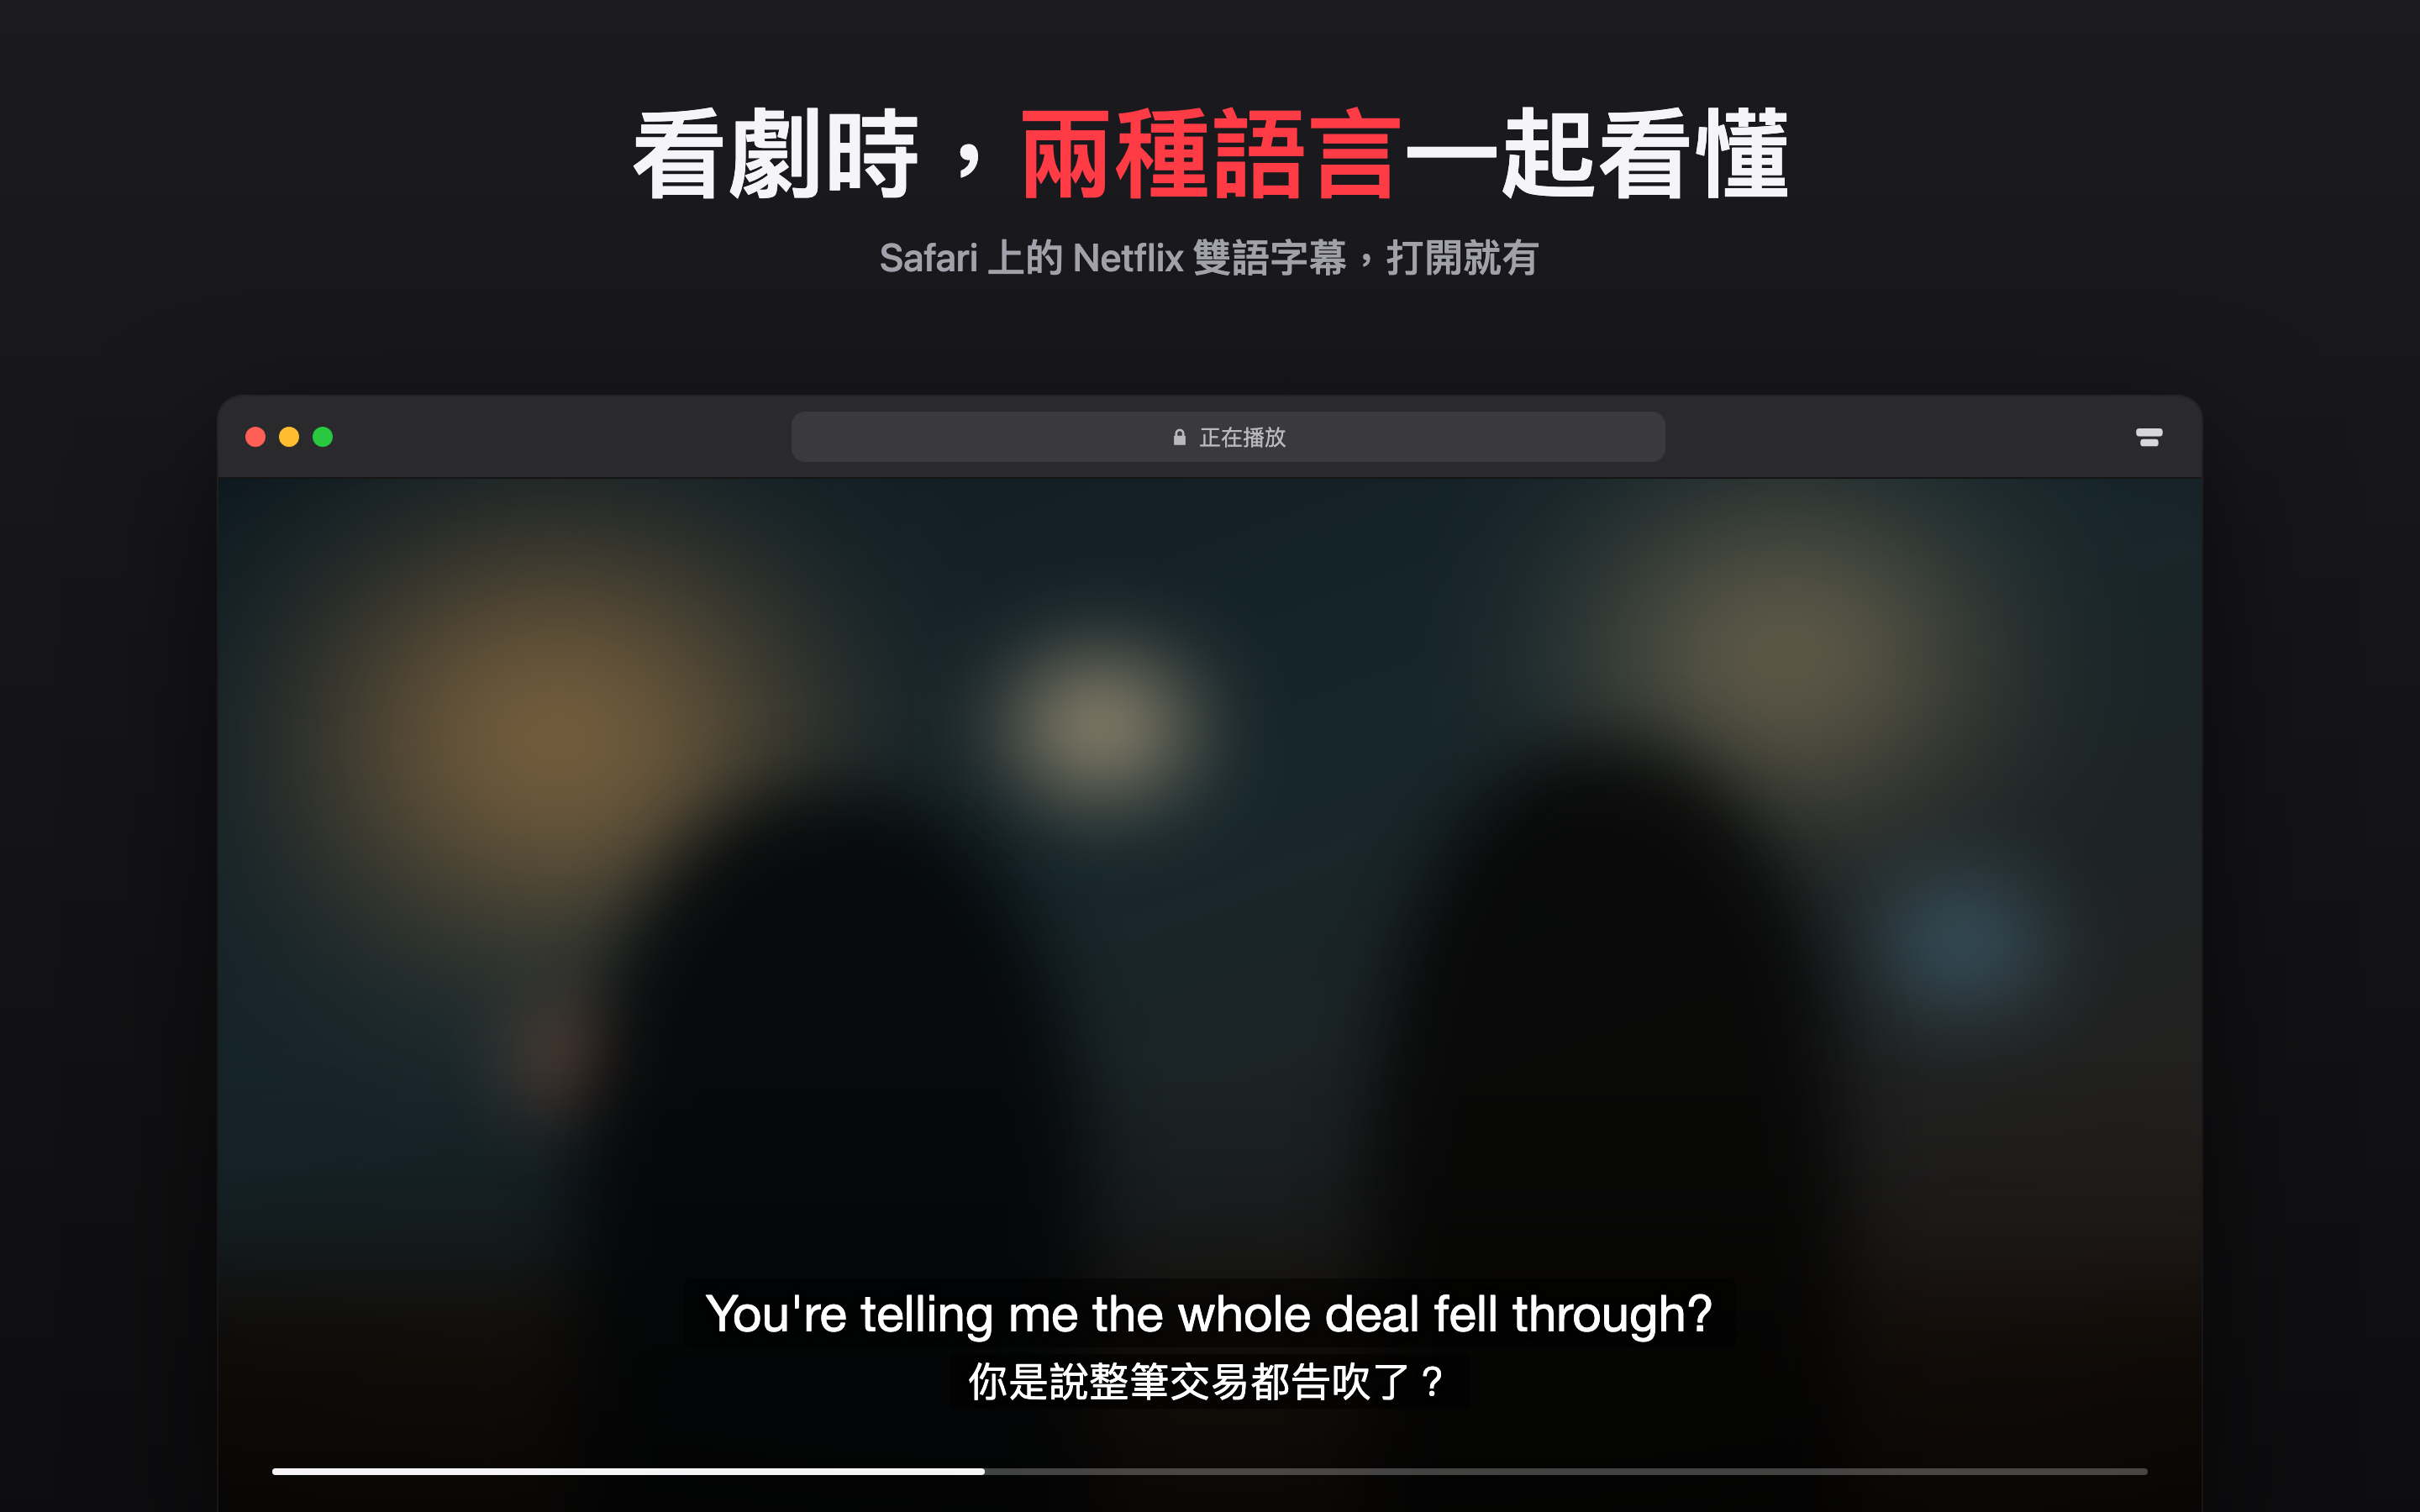 看劇時，兩種語言一起看懂
Safari 上的 Netflix 雙語字幕，打開就有
正在播放
You're telling me the whole deal fell through?
你是說整筆交易都告吹了？